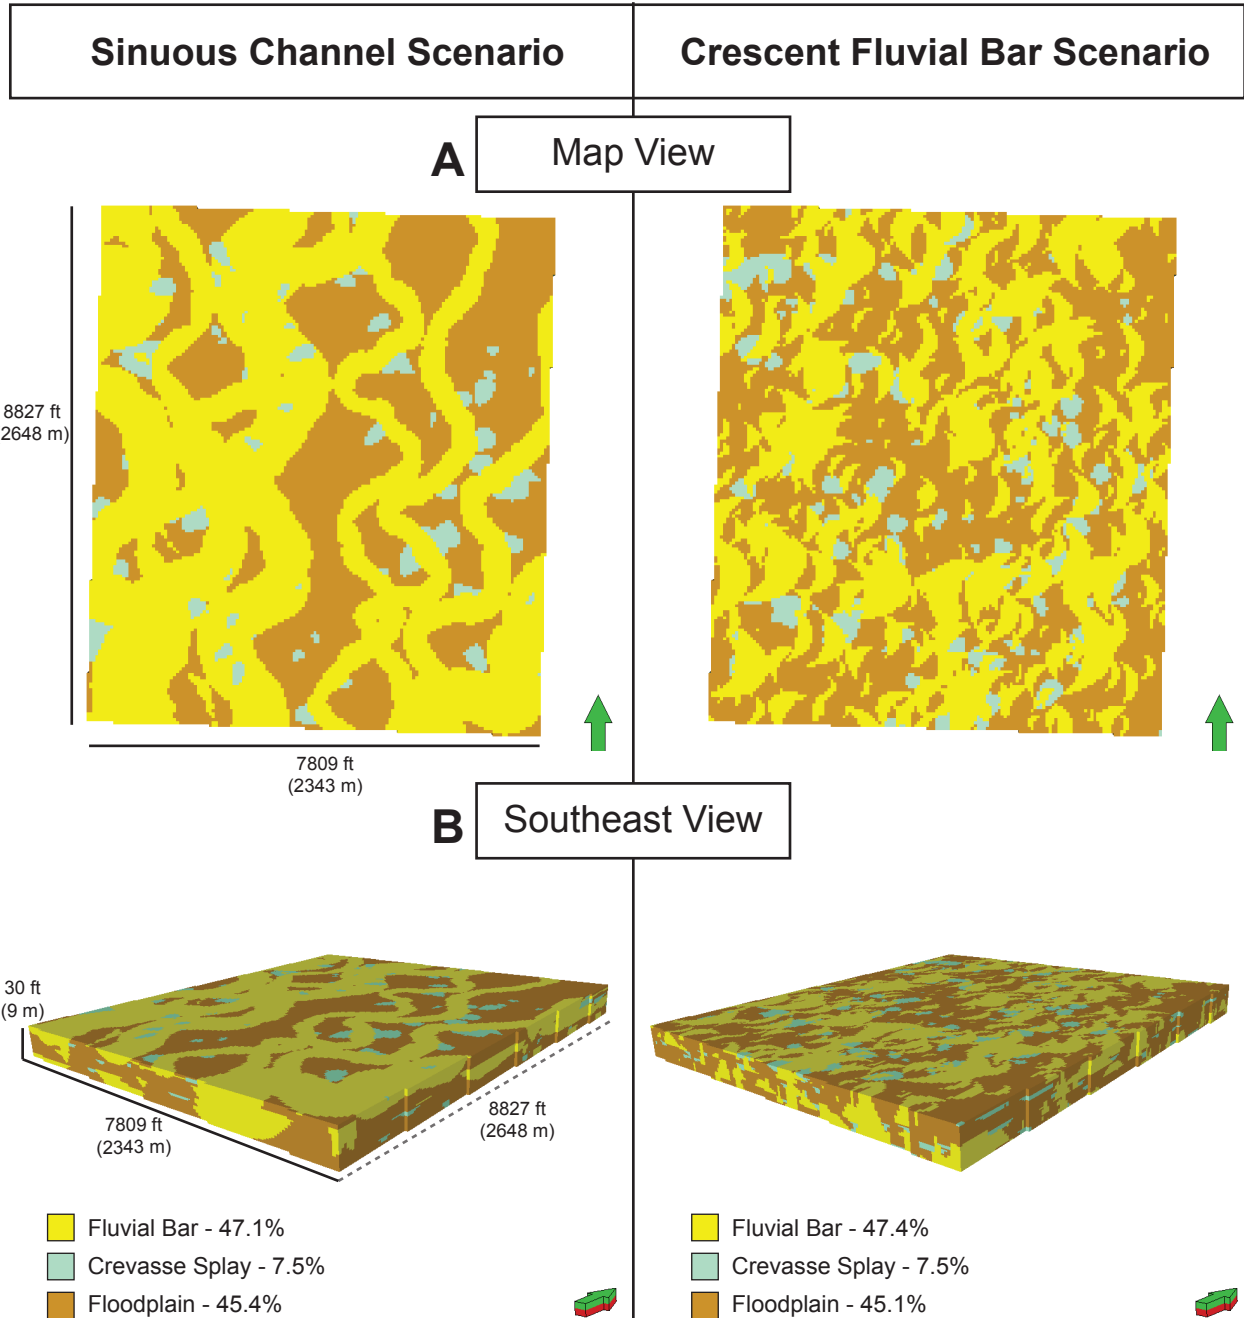 Sinuous Channel Scenario
Crescent Fluvial Bar Scenario
A
Map View
8827 ft
2648 m)
7809 ft
(2343 m)
B
Southeast View
30 ft
(9 m)
7809 ft
(2343 m)
8827 ft
(2648 m)
Fluvial Bar - 47.1%
Crevasse Splay - 7.5%
Floodplain - 45.4%
Fluvial Bar - 47.4%
Crevasse Splay - 7.5%
Floodplain - 45.1%